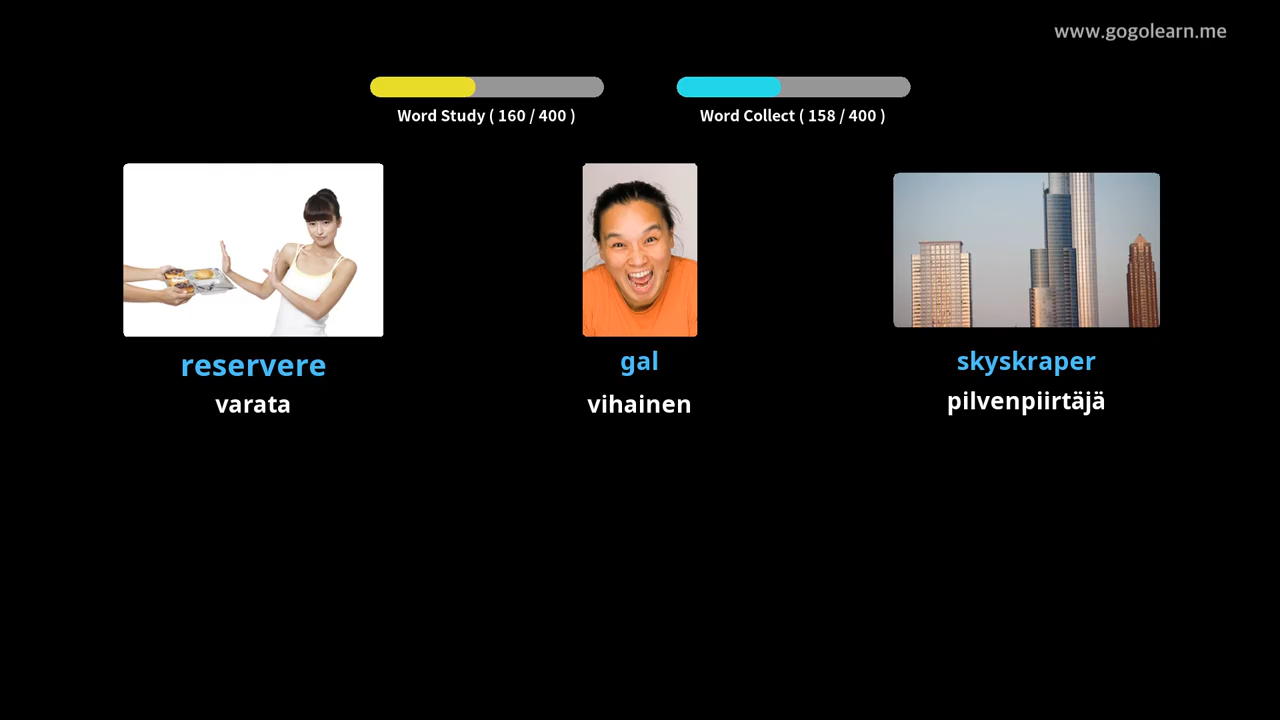 www.gogolearn.me
Word Study ( 160 / 400 )
Word Collect ( 158 / 400 )
reservere
varata
gal
vihainen
skyskraper
pilvenpiirtäjä